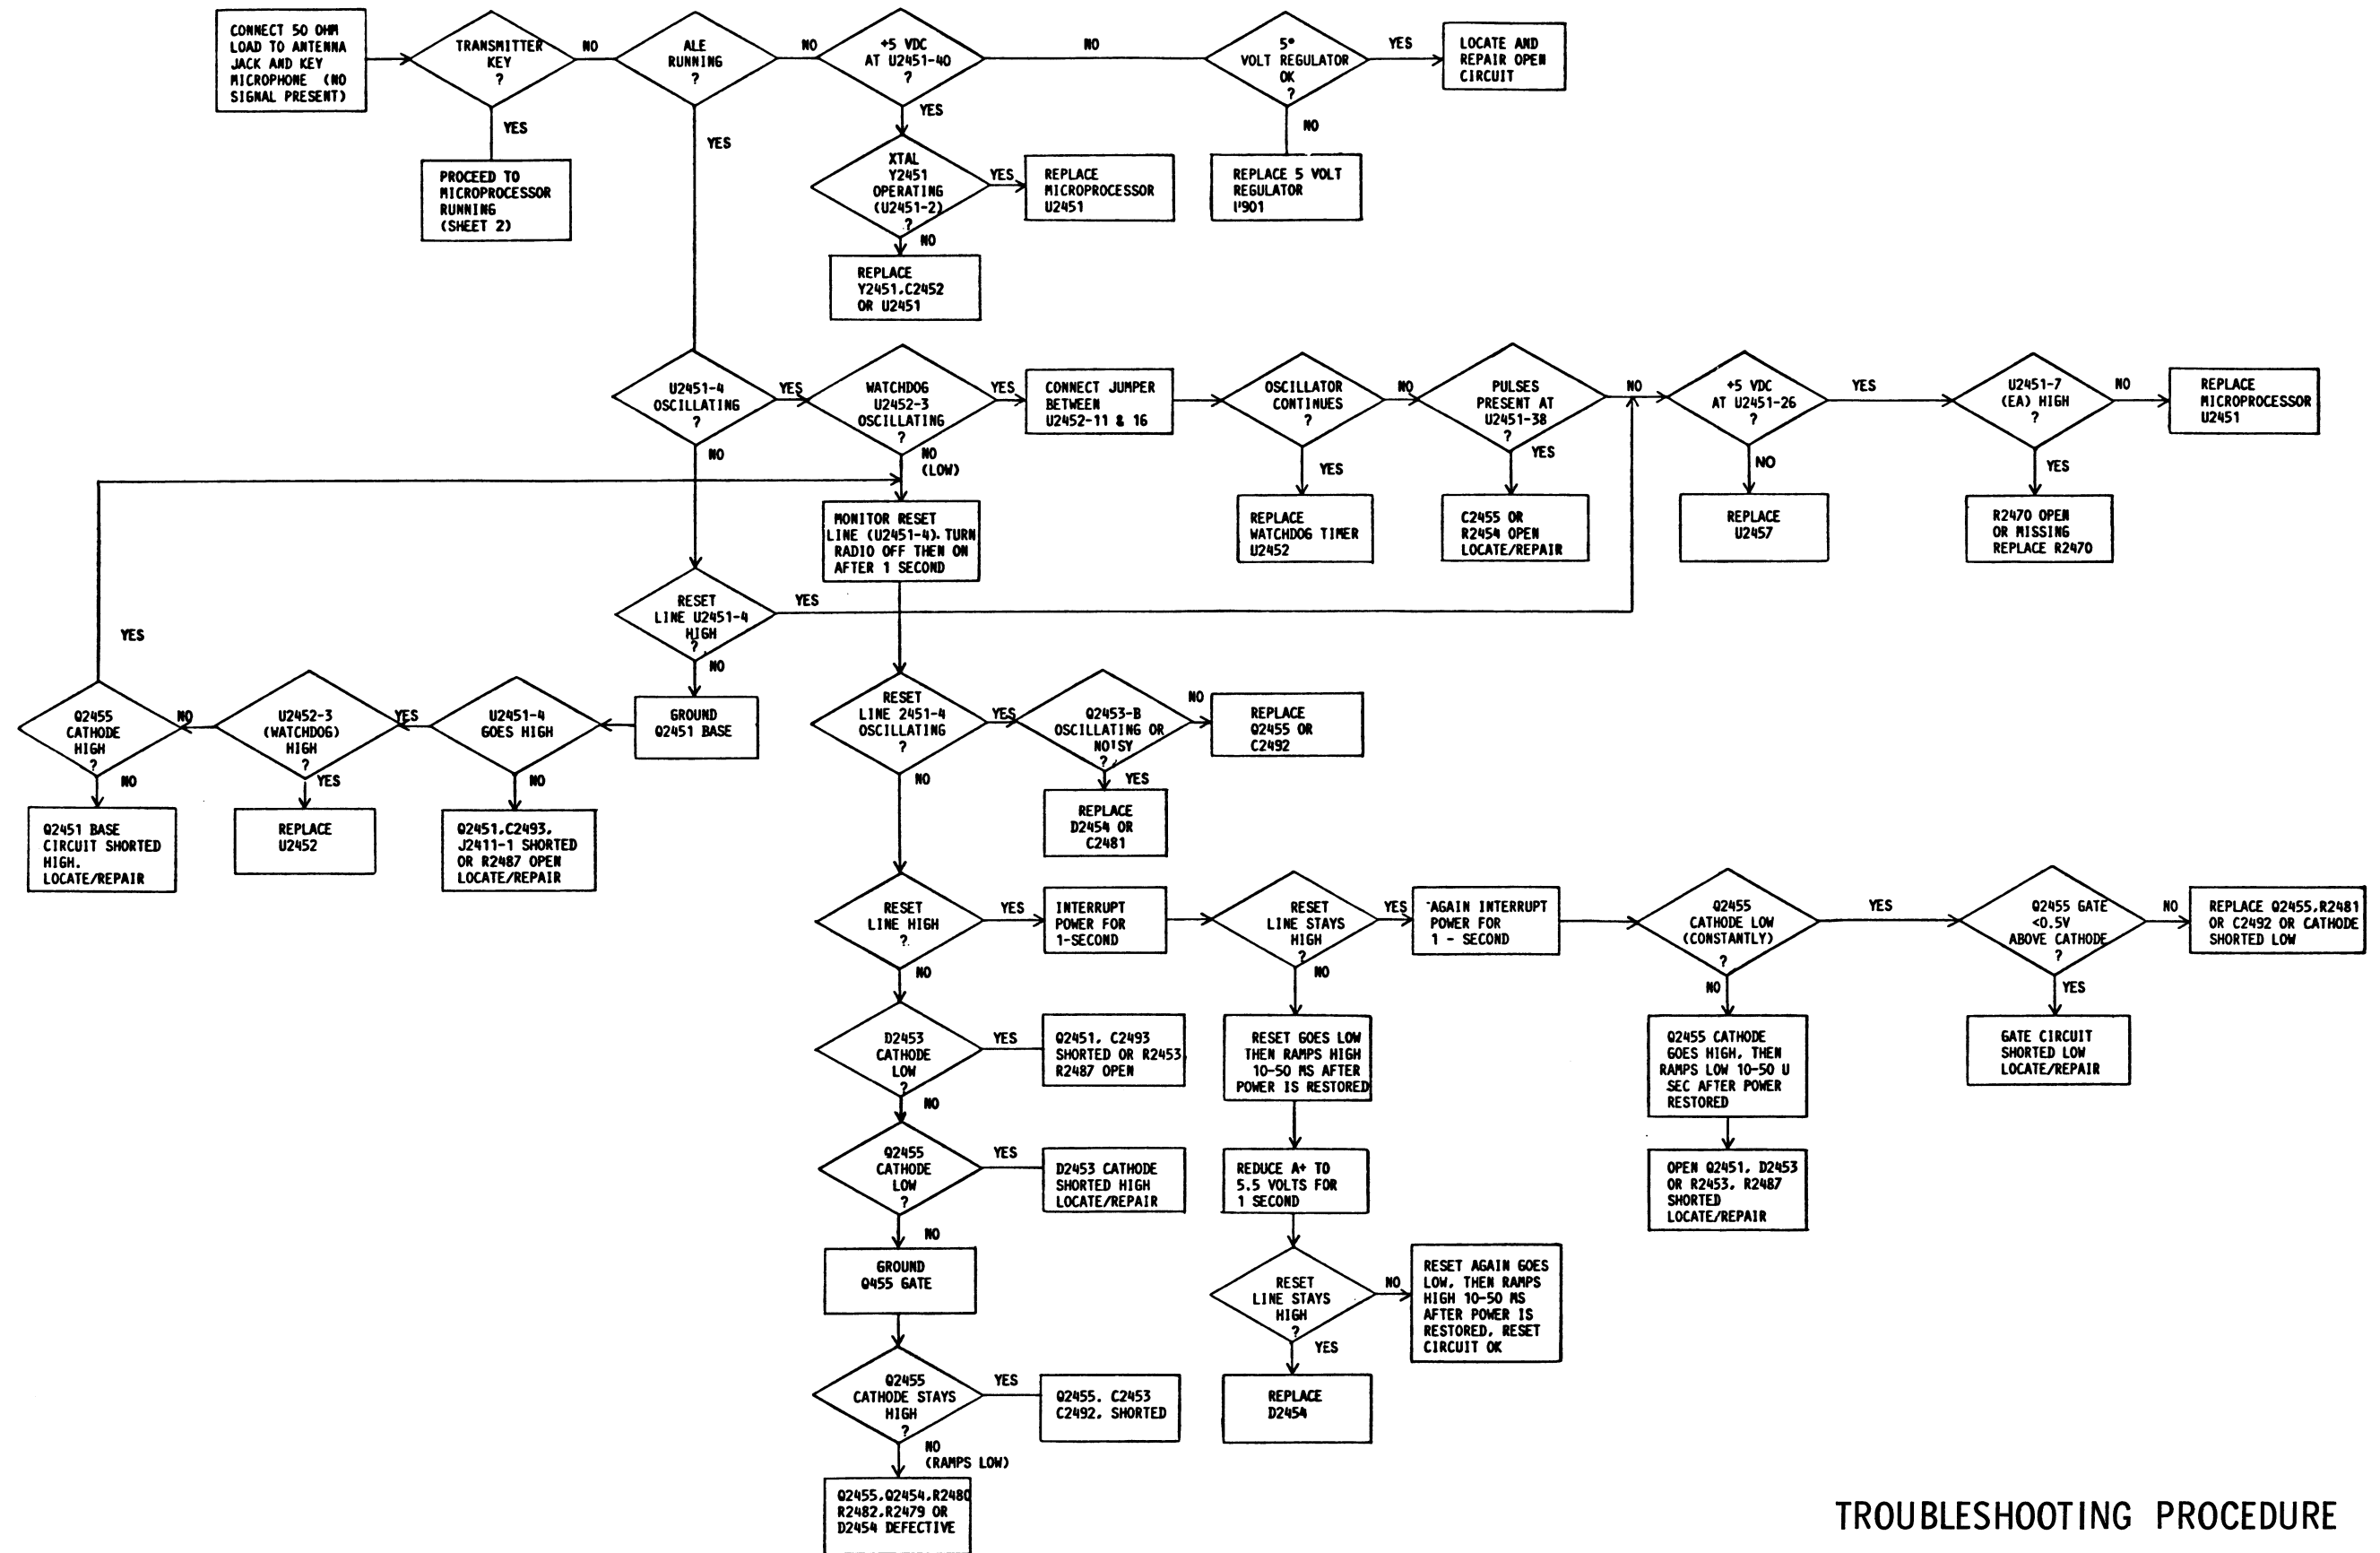 CONNECT 50 OHM
LOAD TO ANTENNA
JACK AND KEY
MICROPHONE (NO
SIGNAL PRESENT)
TRANSMITTER
KEY
?
NO
YES
PROCEED TO
MICROPROCESSOR
RUNNING
(SHEET 2)
ALE
RUNNING
?
NO
YES
+5 VDC
AT U2451-40
?
NO
YES
5*
VOLT REGULATOR
OK
?
YES
NO
LOCATE AND
REPAIR OPEN
CIRCUIT
REPLACE 5 VOLT
REGULATOR
U901
XTAL
Y2451
OPERATING
(U2451-2)
?
YES
NO
REPLACE
MICROPROCESSOR
U2451
REPLACE
Y2451,C2452
OR U2451
U2451-4
OSCILLATING
?
YES
NO
WATCHDOG
U2452-3
OSCILLATING
?
YES
NO
(LOW)
CONNECT JUMPER
BETWEEN
U2452-11 & 16
OSCILLATOR
CONTINUES
?
NO
YES
REPLACE
WATCHDOG TIMER
U2452
PULSES
PRESENT AT
U2451-38
?
NO
YES
C2455 OR
R2454 OPEN
LOCATE/REPAIR
+5 VDC
AT U2451-26
?
YES
NO
REPLACE
U2457
U2451-7
(EA) HIGH
?
NO
YES
REPLACE
MICROPROCESSOR
U2451
R2470 OPEN
OR MISSING
REPLACE R2470
MONITOR RESET
LINE (U2451-4). TURN
RADIO OFF THEN ON
AFTER 1 SECOND
RESET
LINE U2451-4
HIGH
?
YES
NO
GROUND
Q2451 BASE
U2451-4
GOES HIGH
YES
NO
Q2451,C2493,
J2411-1 SHORTED
OR R2487 OPEN
LOCATE/REPAIR
U2452-3
(WATCHDOG)
HIGH
?
NO
YES
REPLACE
U2452
Q2455
CATHODE
HIGH
?
YES
NO
Q2451 BASE
CIRCUIT SHORTED
HIGH.
LOCATE/REPAIR
RESET
LINE 2451-4
OSCILLATING
?
YES
NO
Q2453-B
OSCILLATING OR
NOISY
?
NO
YES
REPLACE
Q2455 OR
C2492
REPLACE
D2454 OR
C2481
RESET
LINE HIGH
?
YES
NO
INTERRUPT
POWER FOR
1-SECOND
RESET
LINE STAYS
HIGH
?
YES
NO
AGAIN INTERRUPT
POWER FOR
1 - SECOND
Q2455
CATHODE LOW
(CONSTANTLY)
?
YES
NO
Q2455 GATE
<0.5V
ABOVE CATHODE
?
NO
YES
REPLACE Q2455,R2481
OR C2492 OR CATHODE
SHORTED LOW
GATE CIRCUIT
SHORTED LOW
LOCATE/REPAIR
Q2455 CATHODE
GOES HIGH, THEN
RAMPS LOW 10-50 U
SEC AFTER POWER
RESTORED
OPEN Q2451, D2453
OR R2453, R2487
SHORTED
LOCATE/REPAIR
RESET GOES LOW
THEN RAMPS HIGH
10-50 MS AFTER
POWER IS RESTORED
REDUCE A+ TO
5.5 VOLTS FOR
1 SECOND
RESET
LINE STAYS
HIGH
?
NO
YES
RESET AGAIN GOES
LOW, THEN RAMPS
HIGH 10-50 MS
AFTER POWER IS
RESTORED, RESET
CIRCUIT OK
REPLACE
D2454
D2453
CATHODE
LOW
?
YES
NO
Q2451, C2493
SHORTED OR R2453,
R2487 OPEN
Q2455
CATHODE
LOW
?
YES
NO
D2453 CATHODE
SHORTED HIGH
LOCATE/REPAIR
GROUND
Q455 GATE
Q2455
CATHODE STAYS
HIGH
?
YES
NO
(RAMPS LOW)
Q2455, C2453
C2492, SHORTED
Q2455,Q2454,R2480
R2482,R2479 OR
D2454 DEFECTIVE
TROUBLESHOOTING PROCEDURE